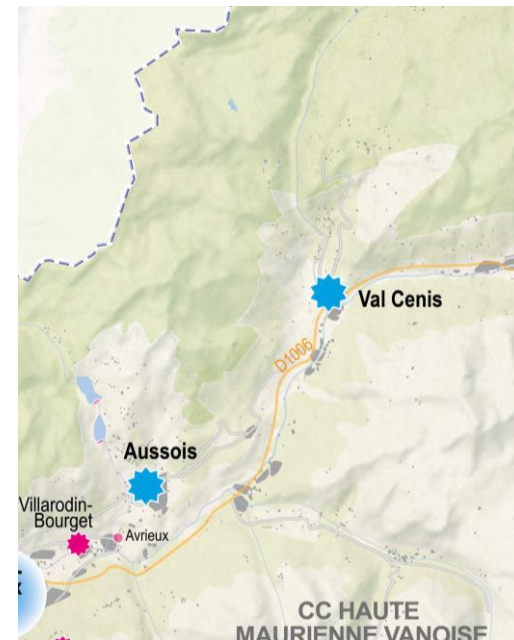 Val Cenis
D1006
Aussois
Villarodin-
Bourget
Avrieux
CC HAUTE
MAURIENNE VANOISE